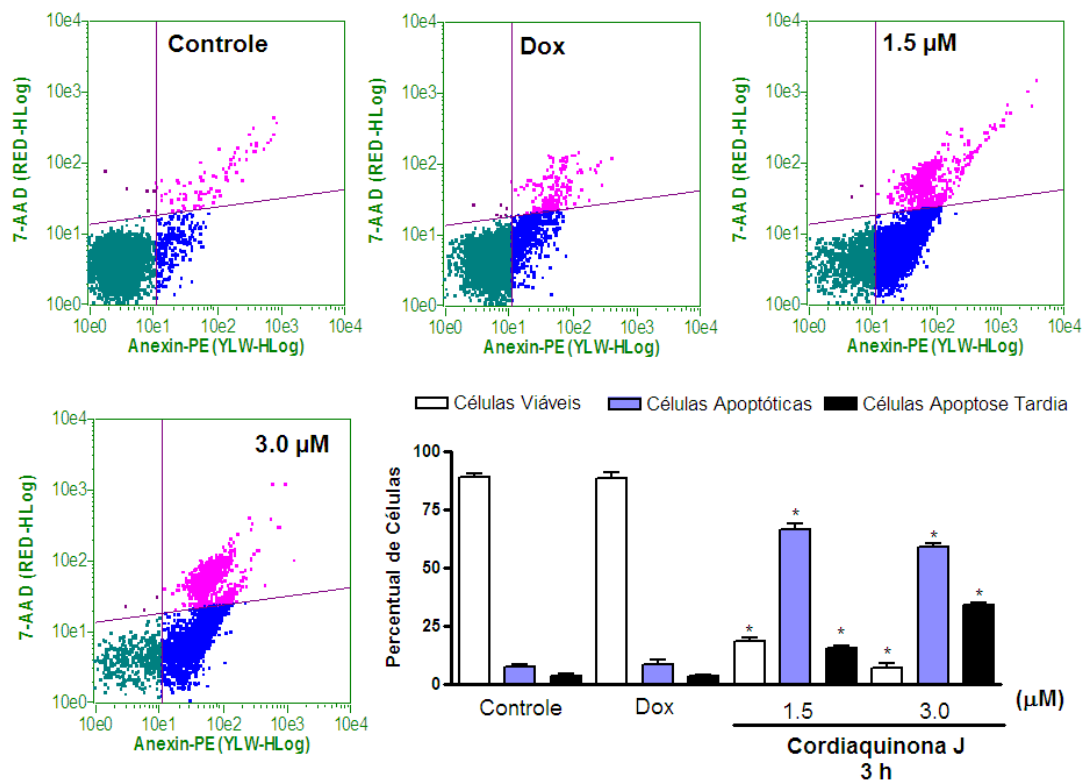 Controle
10e4
10e3
10e2
10e1
10e0
7-AAD (RED-HLog)
10e0 10e1 10e2 10e3 10e4
Anexin-PE (YLW-HLog)
Dox
10e4
10e3
10e2
10e1
10e0
7-AAD (RED-HLog)
10e0 10e1 10e2 10e3 10e4
Anexin-PE (YLW-HLog)
1.5 µM
10e4
10e3
10e2
10e1
10e0
7-AAD (RED-HLog)
10e0 10e1 10e2 10e3 10e4
Anexin-PE (YLW-HLog)
3.0 µM
10e4
10e3
10e2
10e1
10e0
7-AAD (RED-HLog)
10e0 10e1 10e2 10e3 10e4
Anexin-PE (YLW-HLog)
Células Viáveis Células Apoptóticas Células Apoptose Tardia
Percentual de Células
100
75
50
25
0
* * * * * *
Controle Dox 1.5 3.0 (µM)
Cordiaquinona J
3 h